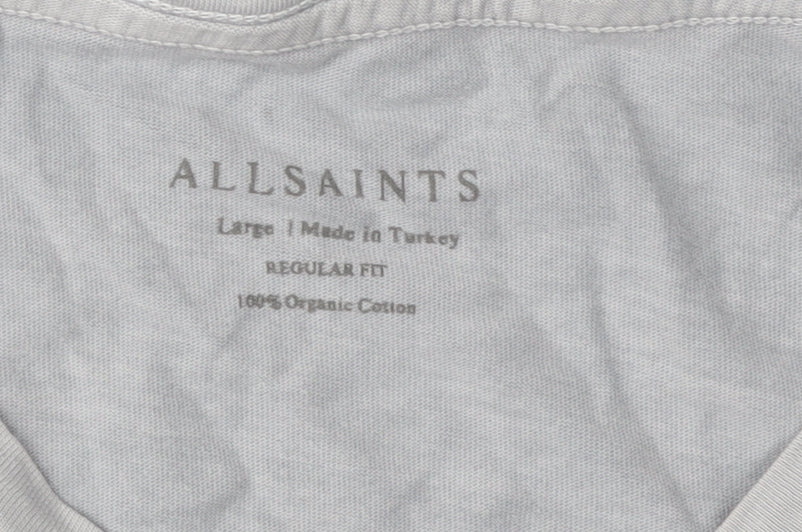 ALLSAINTS
Large | Made in Turkey
REGULAR FIT
100% Organic Cotton